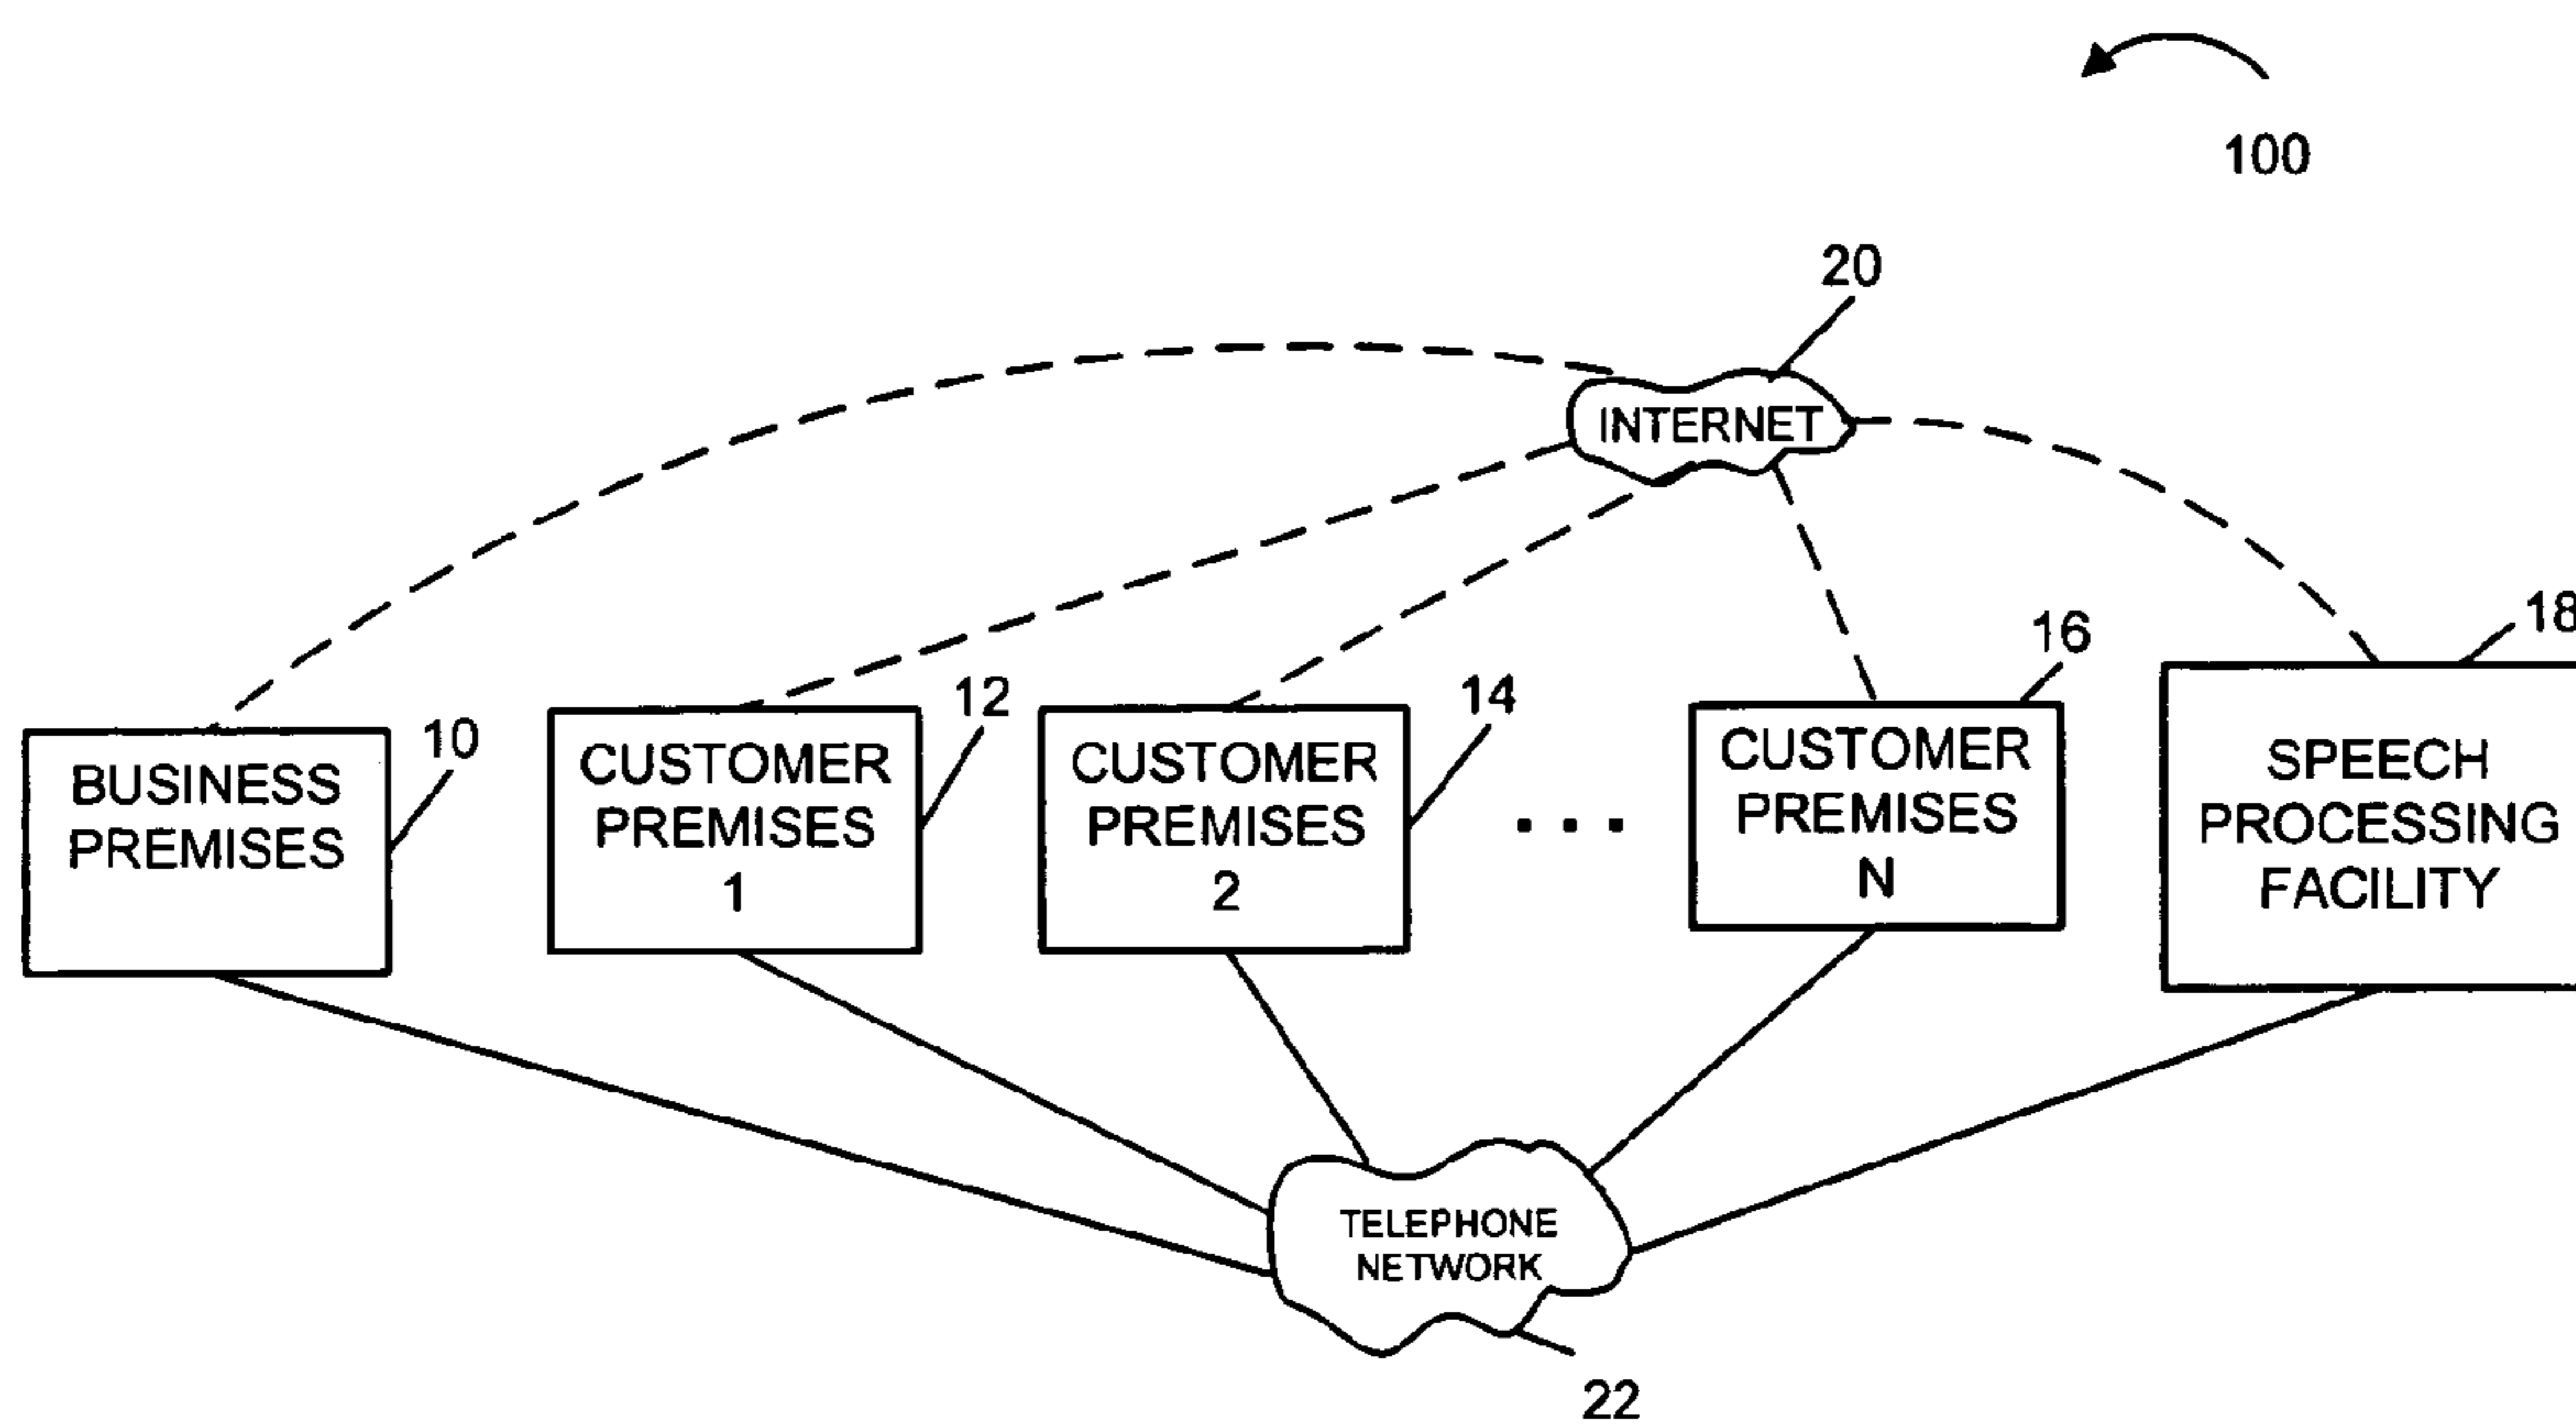 100
20
INTERNET
18
16
12
14
10
BUSINESS
PREMISES
CUSTOMER
PREMISES
1
CUSTOMER
PREMISES
2
...
CUSTOMER
PREMISES
N
SPEECH
PROCESSING
FACILITY
TELEPHONE
NETWORK
22